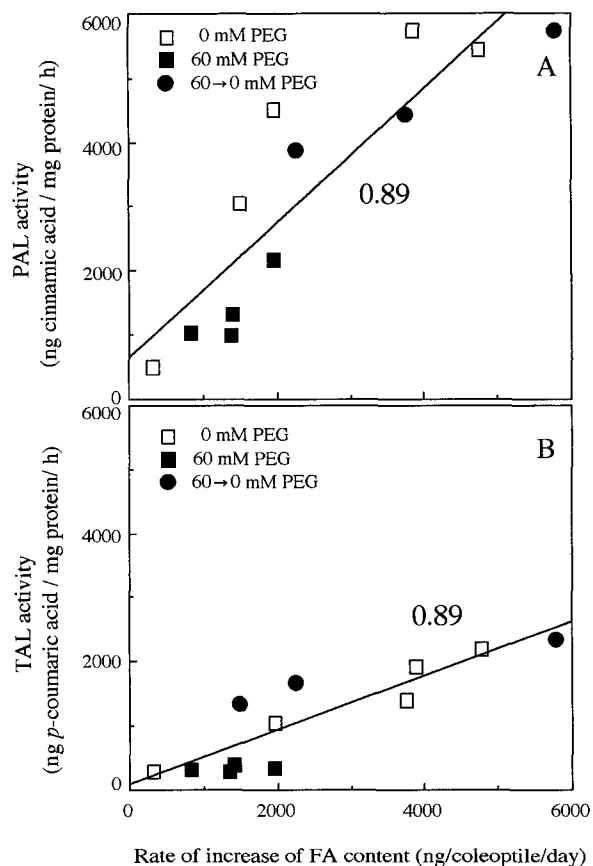 6000
0 mM PEG
A
60 mM PEG
60→0 mM PEG
4000
PAL activity
(ng cinnamic acid / mg protein/ h)
0.89
2000
0
6000
0 mM PEG
B
60 mM PEG
60→0 mM PEG
4000
TAL activity
(ng p-coumaric acid / mg protein/ h)
0.89
2000
0
0 2000 4000 6000
Rate of increase of FA content (ng/coleoptile/day)